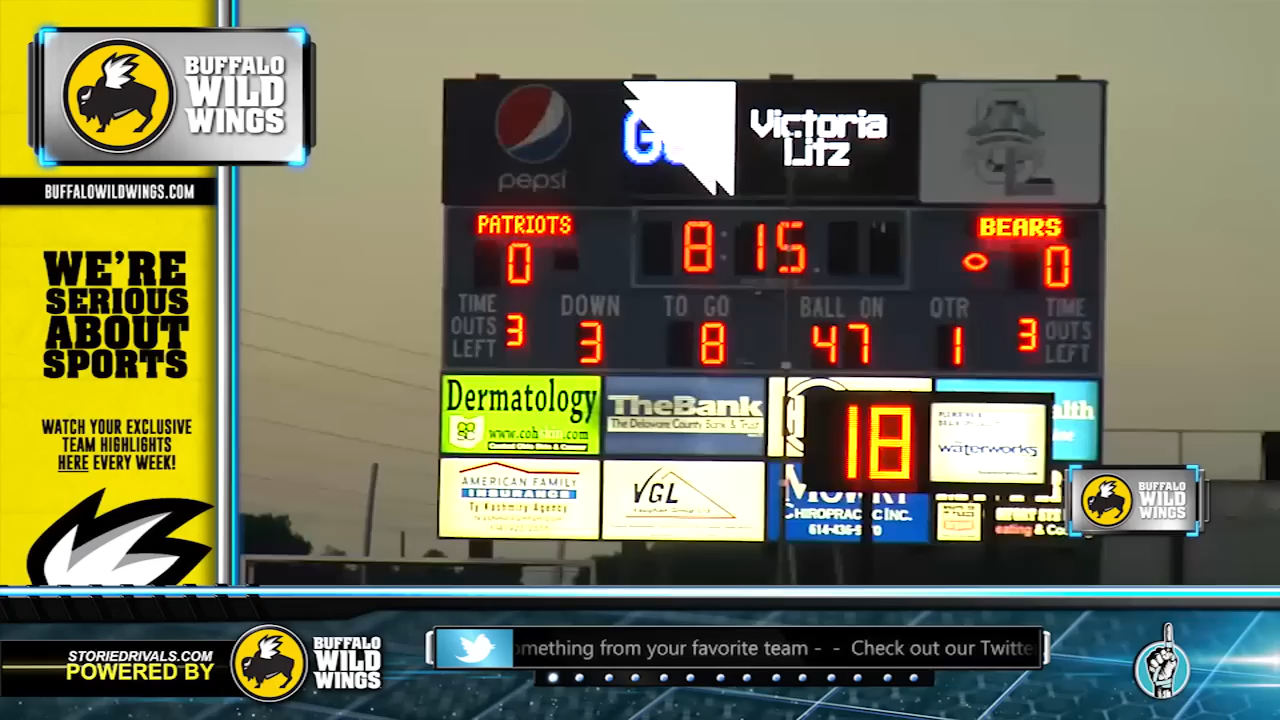 BUFFALO
WILD
WINGS
BUFFALOWILDWINGS.COM
WE'RE
SERIOUS
ABOUT
SPORTS
WATCH YOUR EXCLUSIVE
TEAM HIGHLIGHTS
HERE EVERY WEEK!
pepsi
Victoria
Litz
PATRIOTS
0
8:15
BEARS
0
TIME
OUTS
LEFT
3
DOWN
3
TO GO
8
BALL ON
47
QTR
1
3
TIME
OUTS
LEFT
Dermatology
TheBank
The Delaware County Bank & Trust
18
waterworks
AMERICAN FAMILY
INSURANCE
Ty Kashmiry Agency
VGL
CHIROPRACTIC INC.
eating &
BUFFALO
WILD
WINGS
STORIEDRIVALS.COM
POWERED BY
BUFFALO
WILD
WINGS
omething from your favorite team - - Check out our Twitte